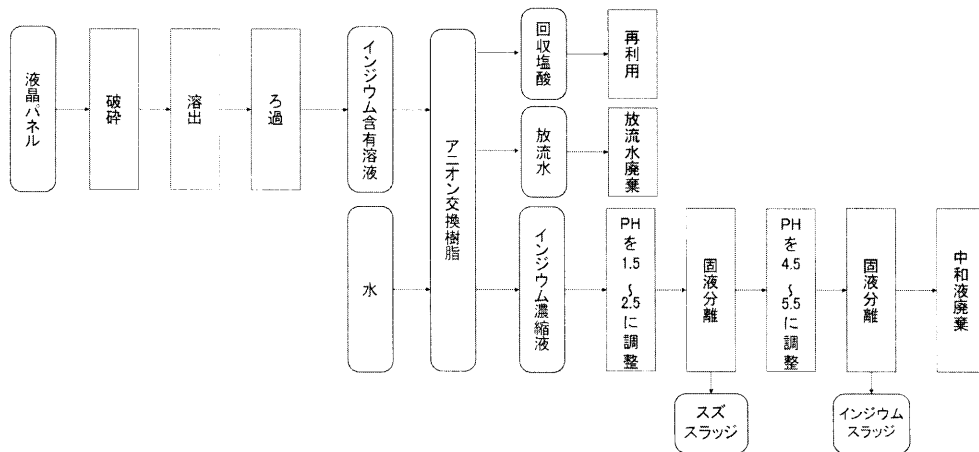 液晶パネル
破砕
溶出
ろ過
インジウム含有溶液
水
アニオン交換樹脂
回収塩酸
再利用
放流水
放流水廃棄
インジウム濃縮液
PHを1.5~2.5に調整
固液分離
PHを4.5~5.5に調整
固液分離
中和液廃棄
スズ
スラッジ
インジウム
スラッジ